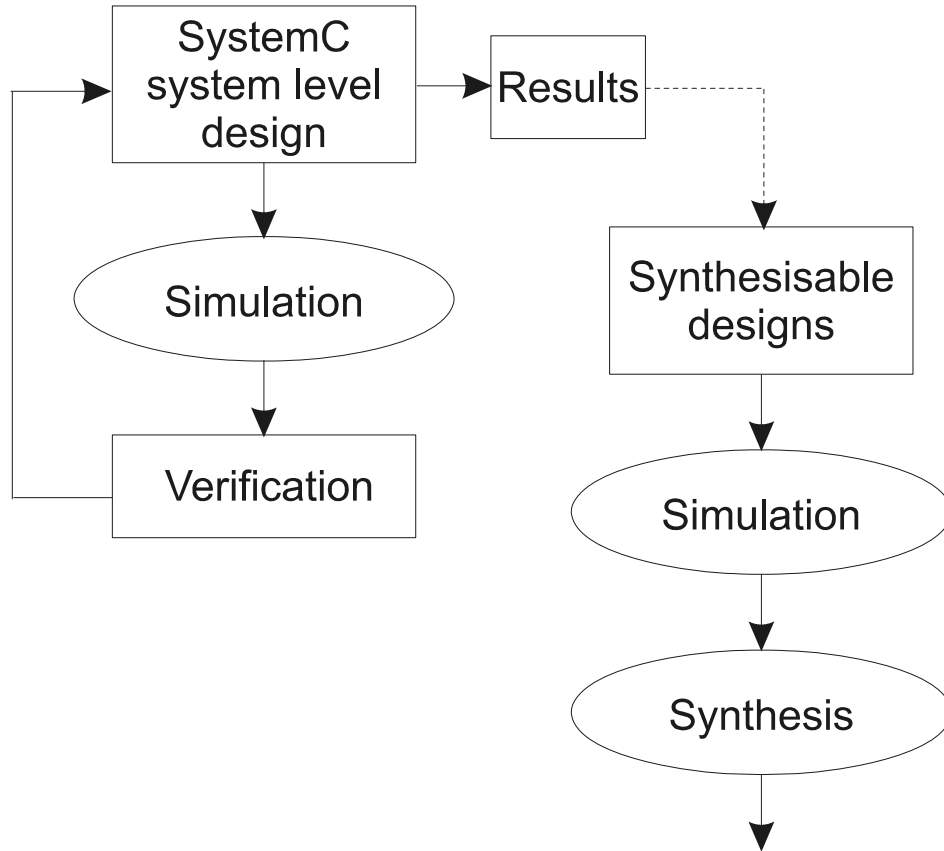 SystemC
system level
design
Results
Simulation
Verification
Synthesisable
designs
Simulation
Synthesis